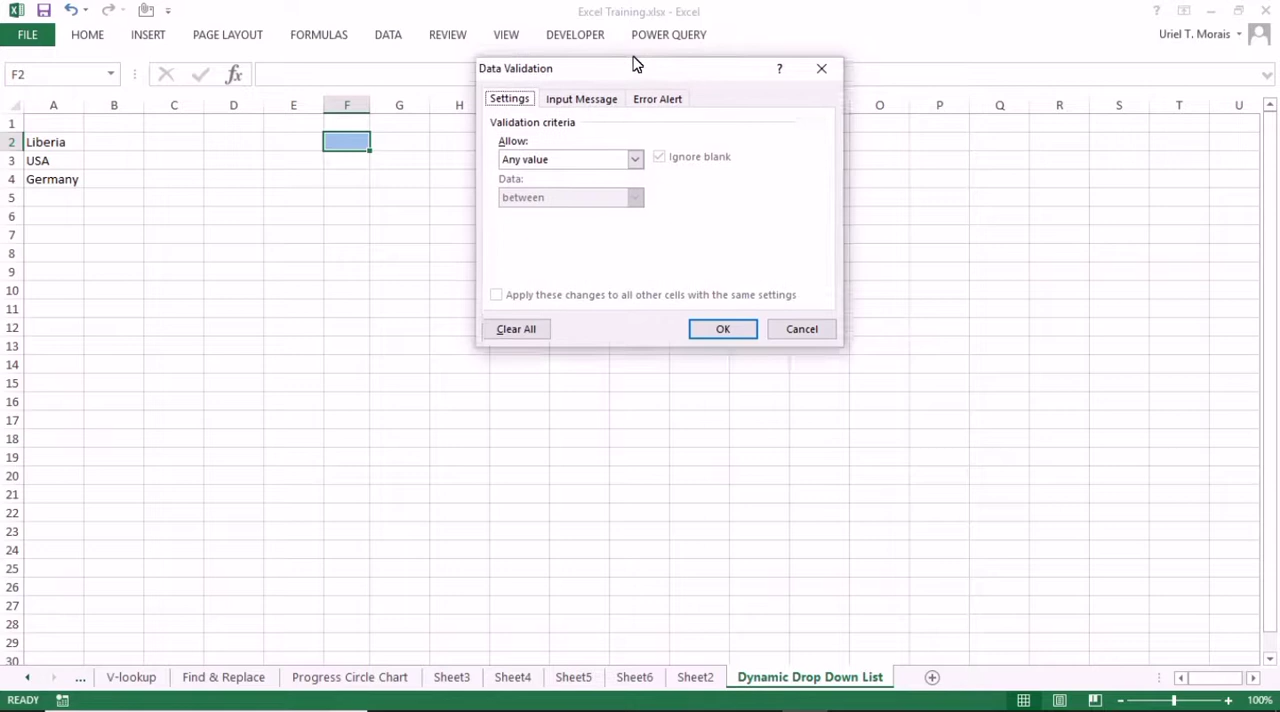 Excel Training.xlsx - Excel
?
FILE HOME INSERT PAGE LAYOUT FORMULAS DATA REVIEW VIEW DEVELOPER POWER QUERY Uriel T. Morais
F2 fx
A B C D E F G H O P Q R S T U
1
2 Liberia
3 USA
4 Germany
5
6
7
8
9
10
11
12
13
14
15
16
17
18
19
20
21
22
23
24
25
26
27
28
29
30
Data Validation ?
Settings Input Message Error Alert
Validation criteria
Allow:
Any value Ignore blank
Data:
between
Apply these changes to all other cells with the same settings
Clear All OK Cancel
... V-lookup Find & Replace Progress Circle Chart Sheet3 Sheet4 Sheet5 Sheet6 Sheet2 Dynamic Drop Down List
READY 100%